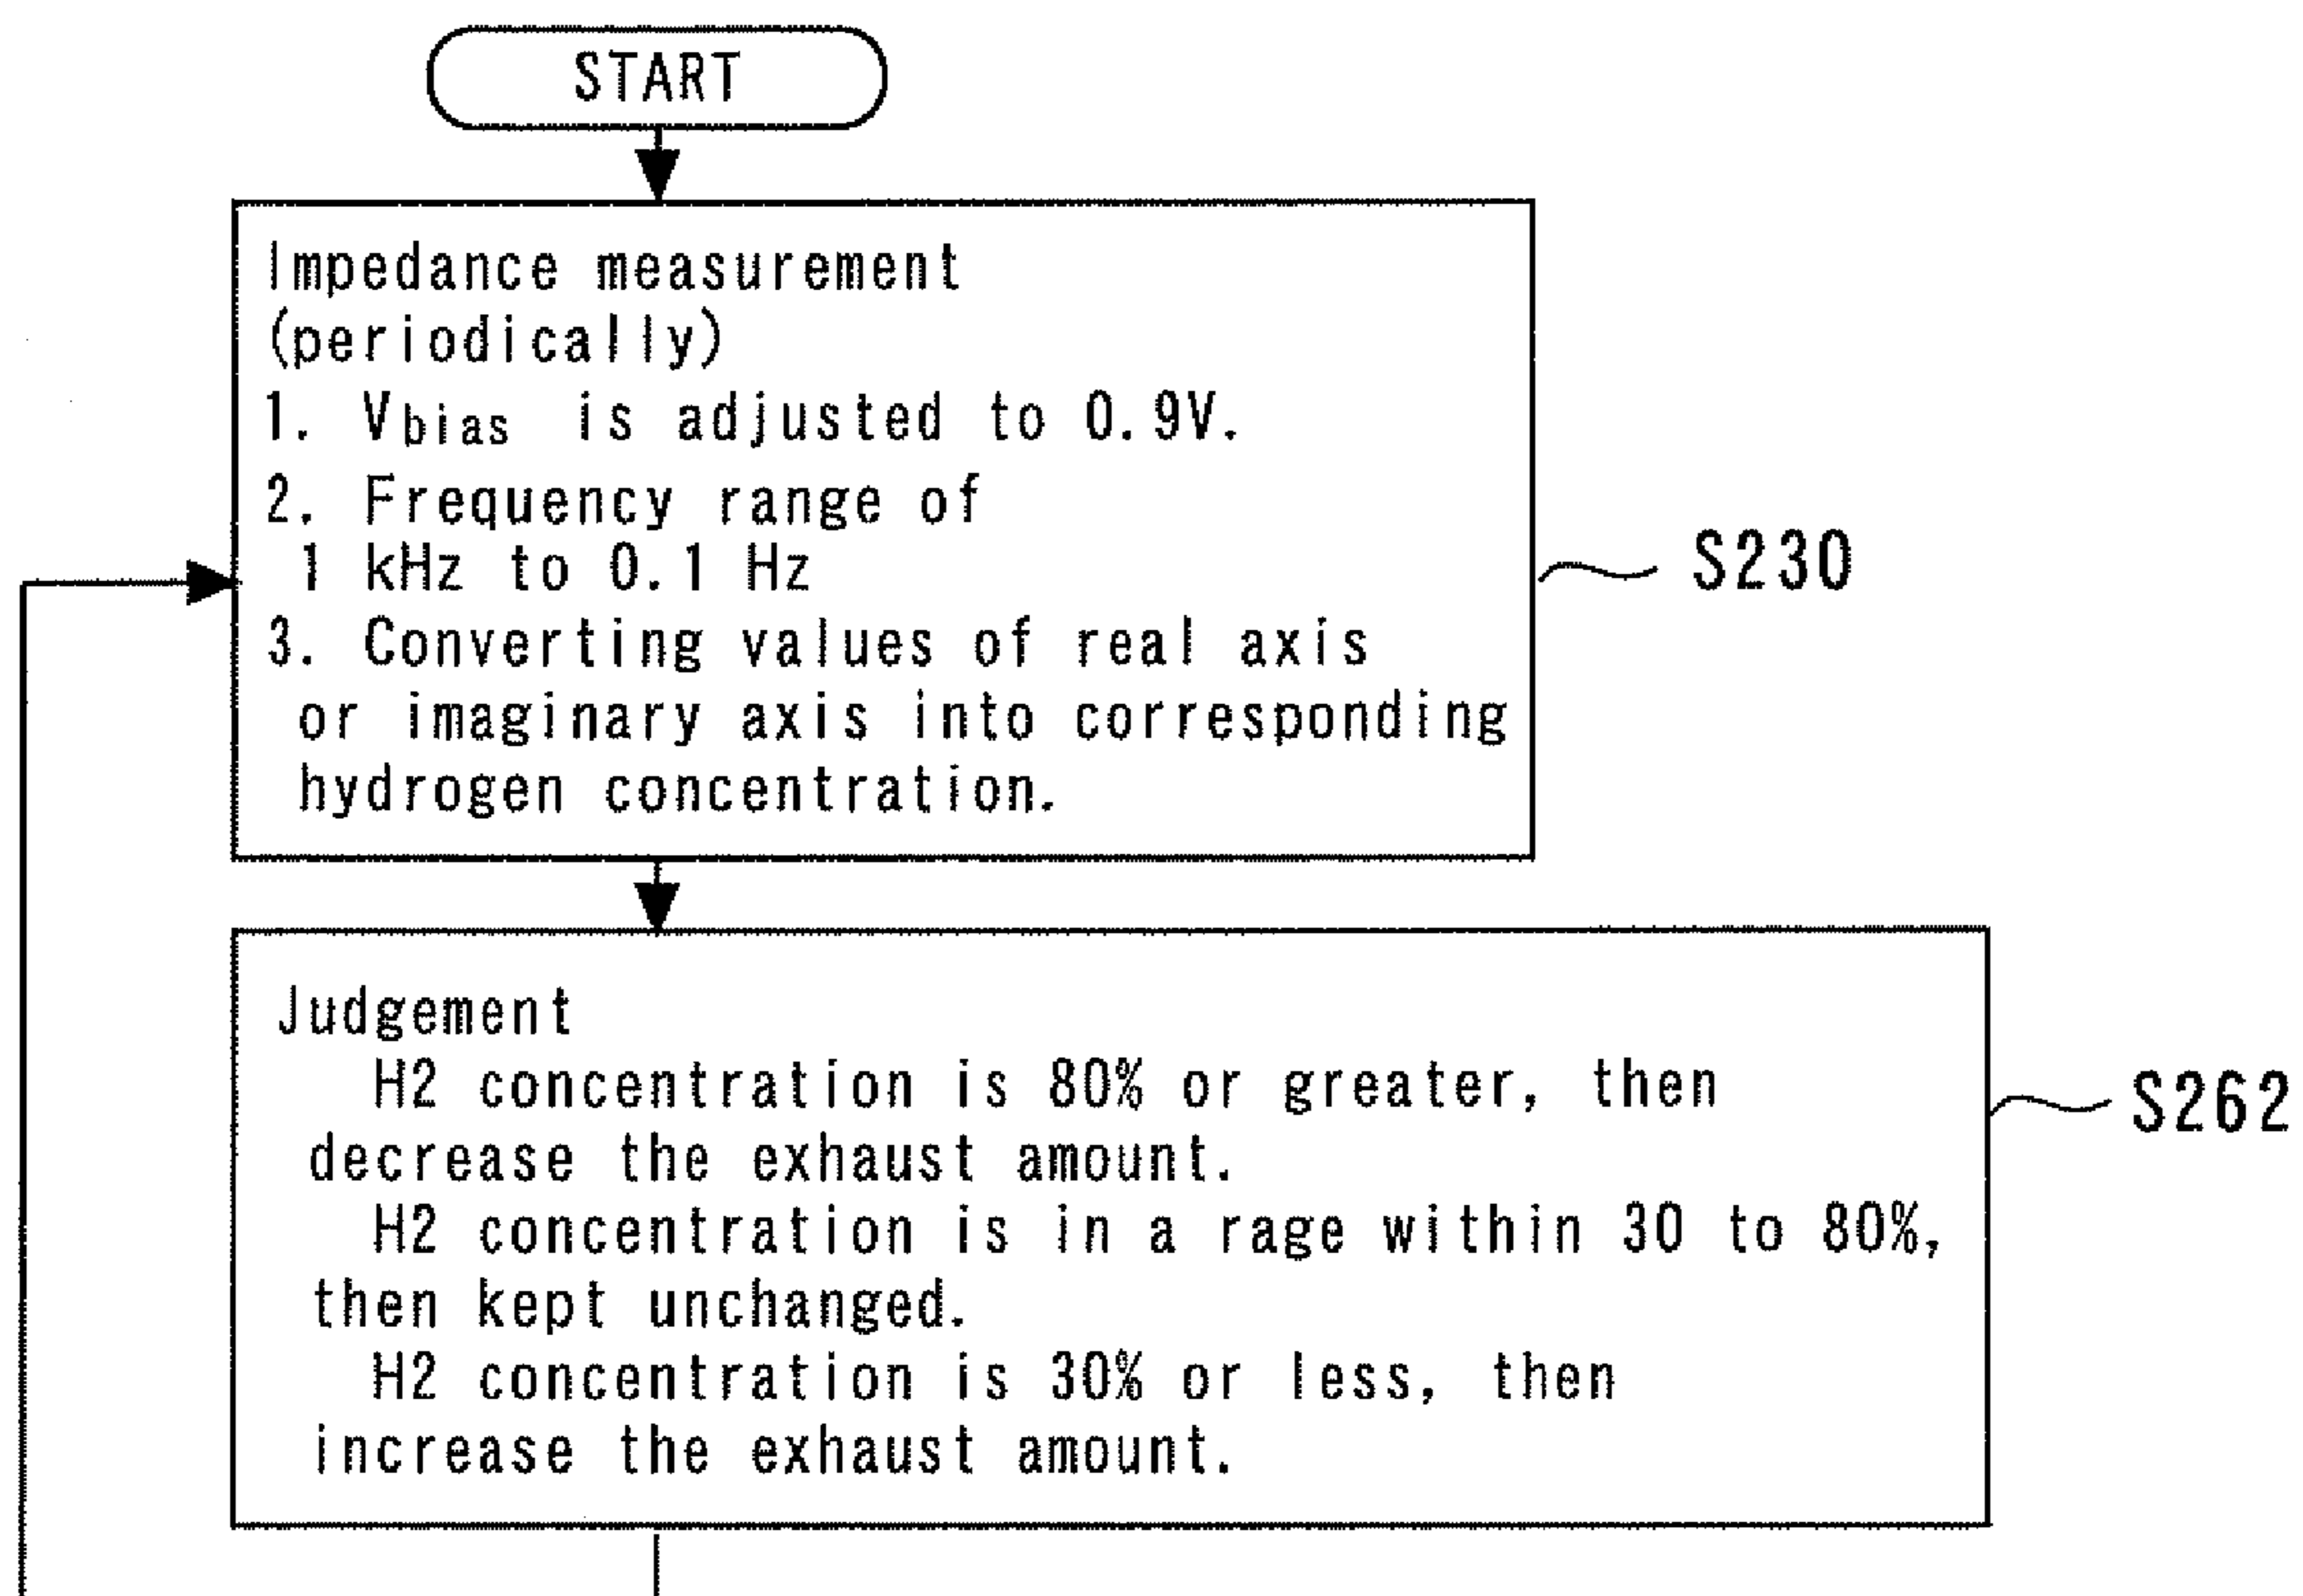 START
Impedance measurement
(periodically)
1. Vbias is adjusted to 0.9V.
2. Frequency range of
1 kHz to 0.1 Hz
3. Converting values of real axis
or imaginary axis into corresponding
hydrogen concentration.
S230
Judgement
H2 concentration is 80% or greater, then
decrease the exhaust amount.
H2 concentration is in a rage within 30 to 80%,
then kept unchanged.
H2 concentration is 30% or less, then
increase the exhaust amount.
S262